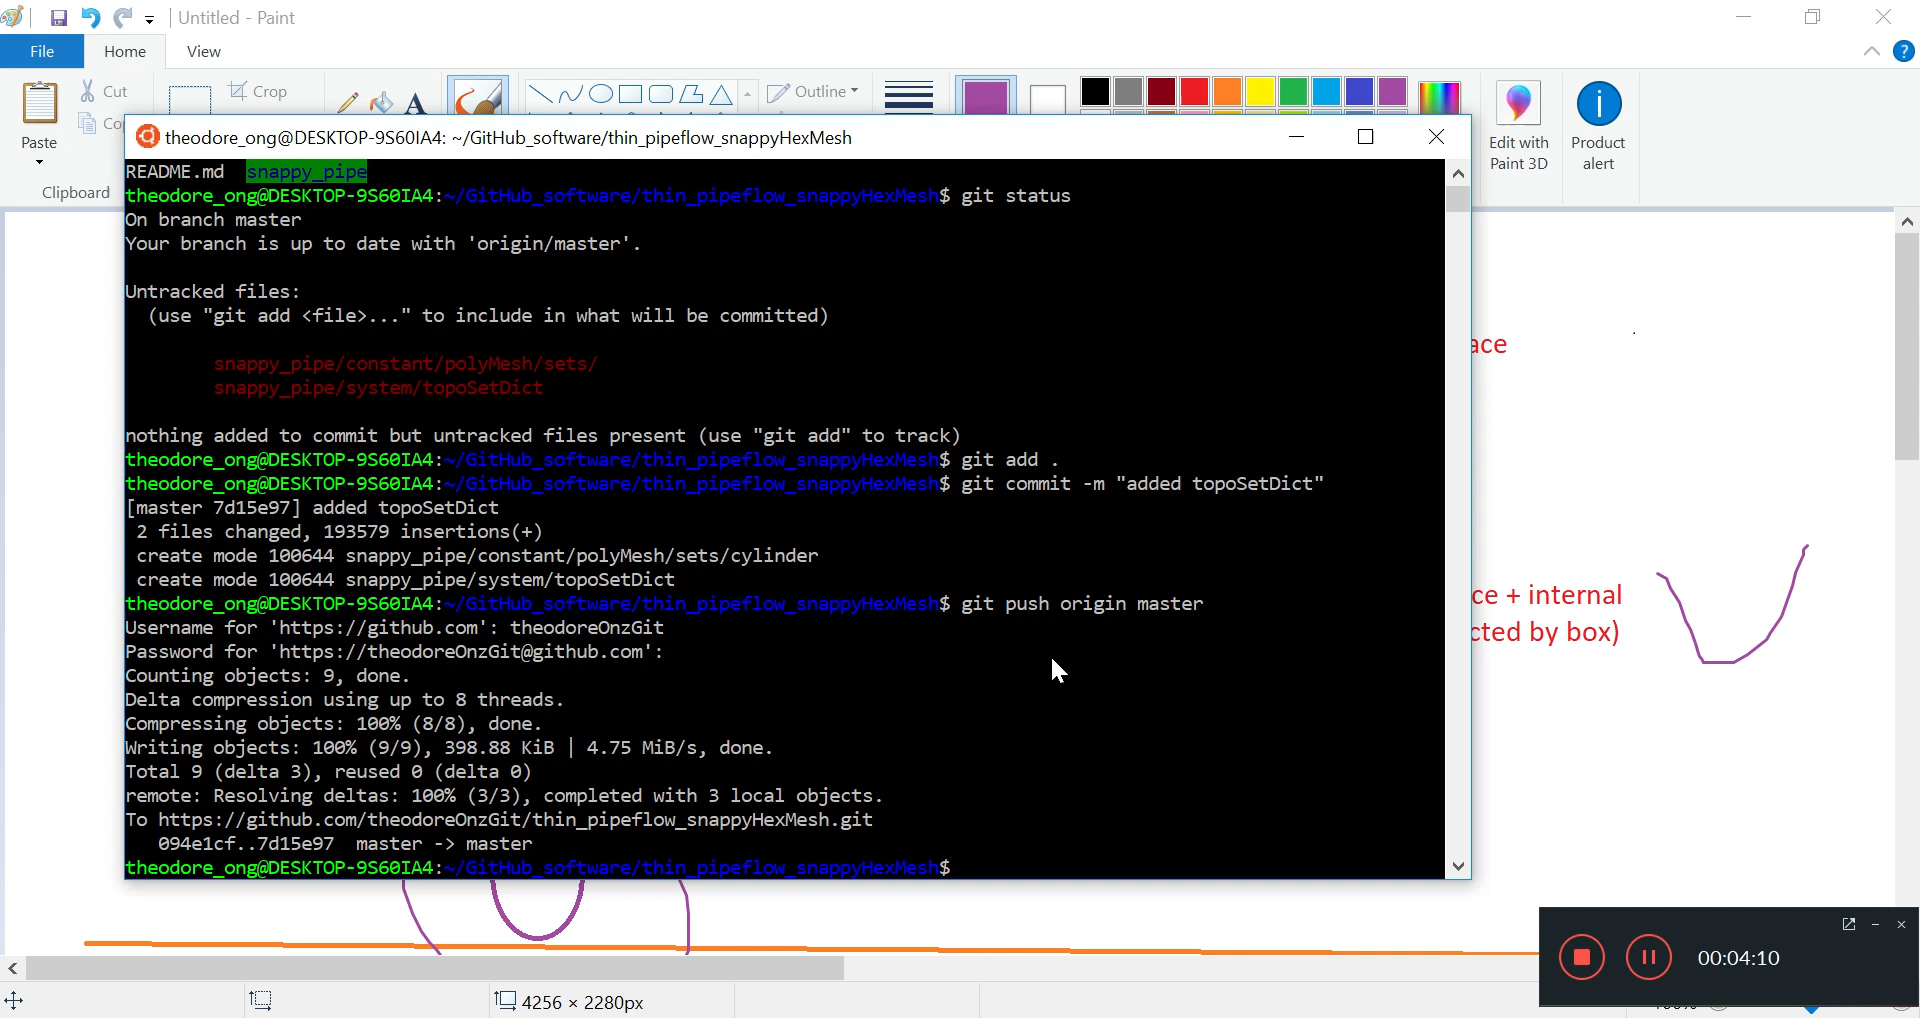 Untitled - Paint
File
Home
View
Cut
Crop
Outline
Paste
Clipboard
Edit with
Paint 3D
Product
alert
theodore_ong@DESKTOP-9S60IA4: ~/GitHub_software/thin_pipeflow_snappyHexMesh
README.md snappy_pipe
theodore_ong@DESKTOP-9S60IA4:~/GitHub_software/thin_pipeflow_snappyHexMesh$ git status
On branch master
Your branch is up to date with 'origin/master'.
Untracked files:
(use "git add <file>..." to include in what will be committed)
snappy_pipe/constant/polyMesh/sets/
snappy_pipe/system/topoSetDict
nothing added to commit but untracked files present (use "git add" to track)
theodore_ong@DESKTOP-9S60IA4:~/GitHub_software/thin_pipeflow_snappyHexMesh$ git add .
theodore_ong@DESKTOP-9S60IA4:~/GitHub_software/thin_pipeflow_snappyHexMesh$ git commit -m "added topoSetDict"
[master 7d15e97] added topoSetDict
2 files changed, 193579 insertions(+)
create mode 100644 snappy_pipe/constant/polyMesh/sets/cylinder
create mode 100644 snappy_pipe/system/topoSetDict
theodore_ong@DESKTOP-9S60IA4:~/GitHub_software/thin_pipeflow_snappyHexMesh$ git push origin master
Username for 'https://github.com': theodoreOnzGit
Password for 'https://theodoreOnzGit@github.com':
Counting objects: 9, done.
Delta compression using up to 8 threads.
Compressing objects: 100% (8/8), done.
Writing objects: 100% (9/9), 398.88 KiB | 4.75 MiB/s, done.
Total 9 (delta 3), reused 0 (delta 0)
remote: Resolving deltas: 100% (3/3), completed with 3 local objects.
To https://github.com/theodoreOnzGit/thin_pipeflow_snappyHexMesh.git
094e1cf..7d15e97 master -> master
theodore_ong@DESKTOP-9S60IA4:~/GitHub_software/thin_pipeflow_snappyHexMesh$
ace
ce + internal
cted by box)
00:04:10
4256 × 2280px